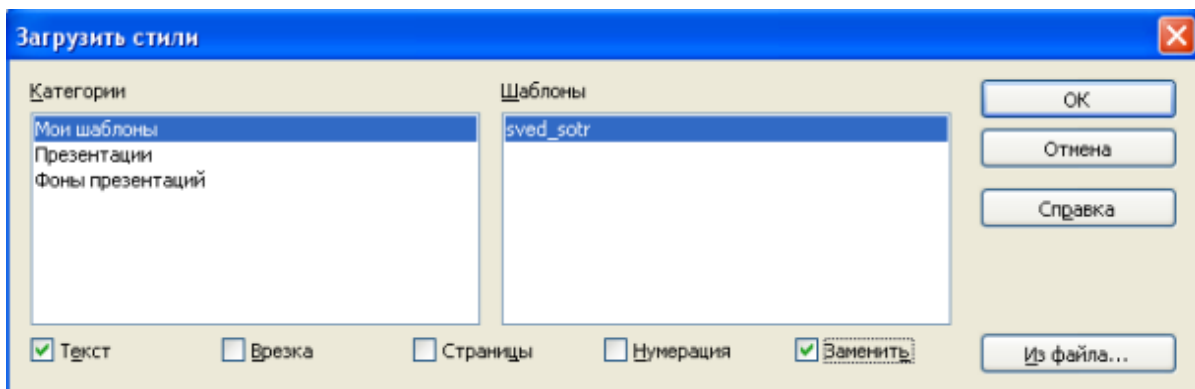 Загрузить стили
Категории
Шаблоны
Мои шаблоны
Презентации
Фоны презентаций
sved_sotr
ОК
Отмена
Справка
Текст
Врезка
Страницы
Нумерация
Заменить
Из файла...